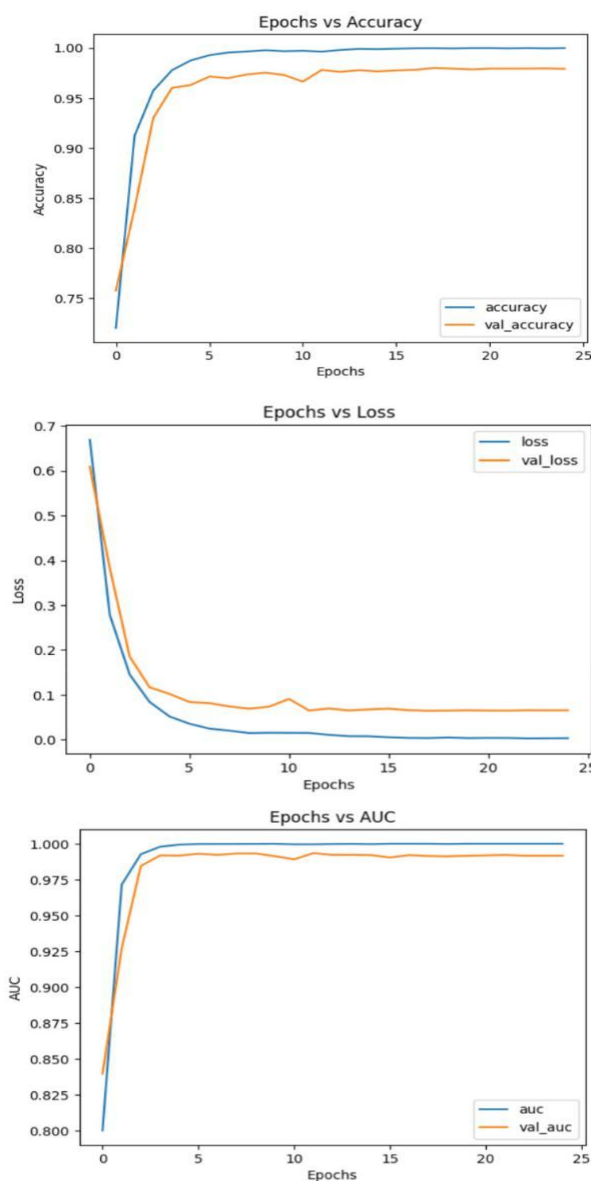 Epochs vs Accuracy
1.00
0.95
0.90
0.85
0.80
0.75
Accuracy
accuracy
val_accuracy
0 5 10 15 20 25
Epochs
Epochs vs Loss
0.7
0.6
0.5
0.4
0.3
0.2
0.1
0.0
Loss
loss
val_loss
0 5 10 15 20 25
Epochs
Epochs vs AUC
1.000
0.975
0.950
0.925
0.900
0.875
0.850
0.825
0.800
AUC
auc
val_auc
0 5 10 15 20 25
Epochs